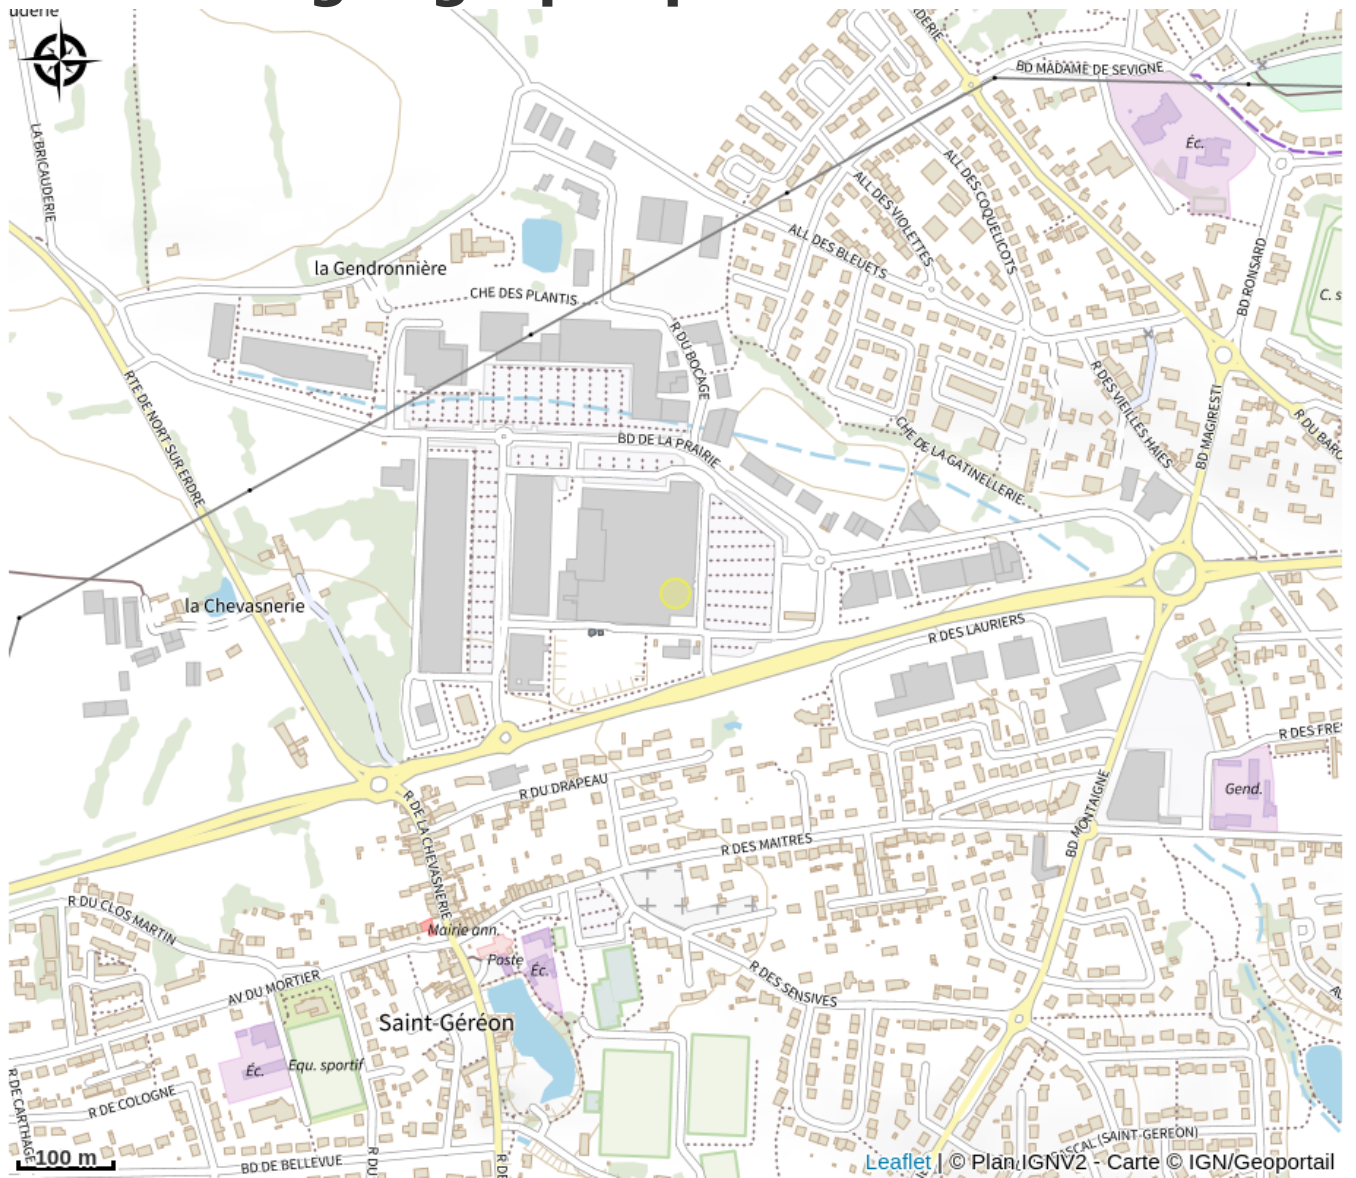 BD MADAME DE SEVIGNE
Éc.
LA BRICAUDERIE
ALL DES COQUELICOTS
ALL DES VIOLETTES
ALL DES BLEUETS
BD RONSARD
la Gendronnière
CHE DES PLANTIS
C. s
R DU BOCAGE
RTE DE NORT SUR ERDRE
R DES VIEILLES HAIES
BD MAGIRESTI
R DU BARO
BD DE LA PRAIRIE
CHE DE LA GATINELLERIE
la Chevasnerie
R DES LAURIERS
R DES FRE
R DU DRAPEAU
Gend.
R DE LA CHEVASNERIE
BD MONTAIGNE
R DES MAITRES
R DU CLOS MARTIN
Mairie ann.
Poste
Éc.
R DES SENSIVES
AV DU MORTIER
Saint-Géréon
Éc.
Equ. sportif
R DE CARTHAGE
R DE COLOGNE
BD DE BELLEVUE
R DU
R DE
ASCAL (SAINT-GEREON)
100 m
Leaflet | © Plan IGNV2 - Carte © IGN/Geoportail